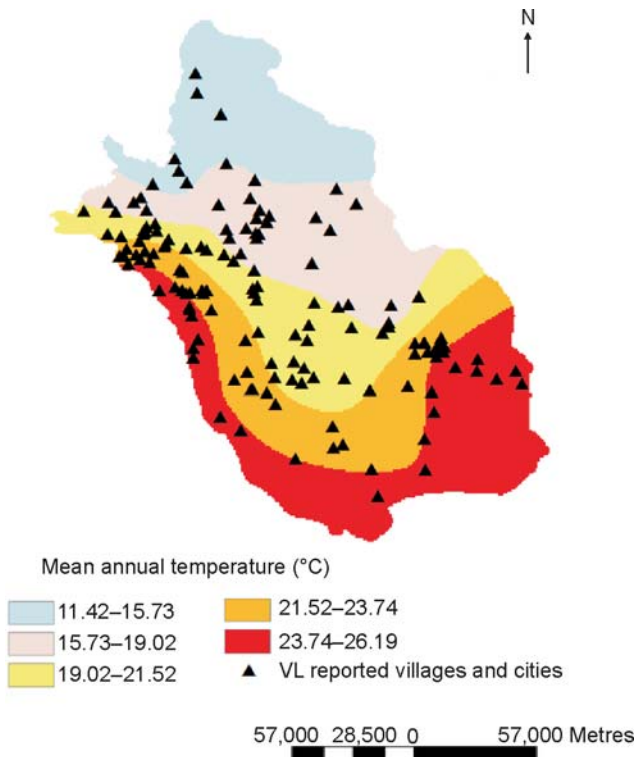 N
Mean annual temperature (°C)
11.42–15.73
15.73–19.02
19.02–21.52
21.52–23.74
23.74–26.19
VL reported villages and cities
57,000 28,500 0 57,000 Metres